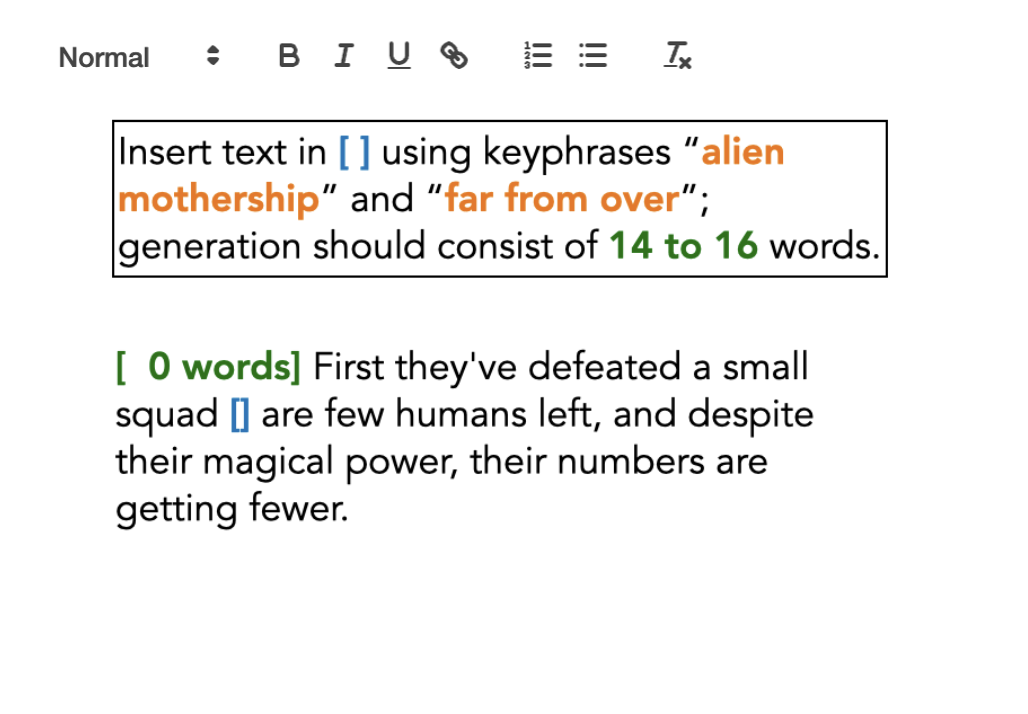 Normal B I U
Insert text in [ ] using keyphrases “alien
mothership” and “far from over”;
generation should consist of 14 to 16 words.
[ 0 words] First they've defeated a small
squad [] are few humans left, and despite
their magical power, their numbers are
getting fewer.